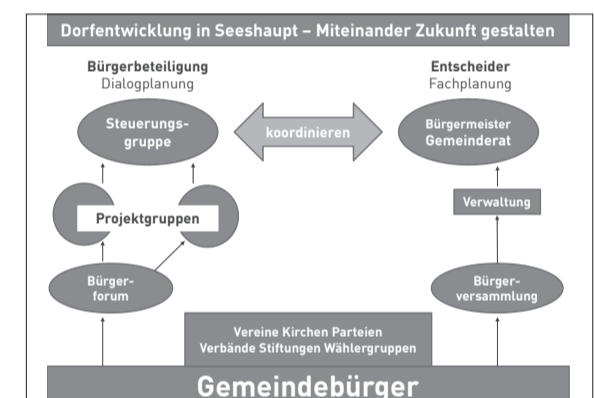 Dorfentwicklung in Seeshaupt – Miteinander Zukunft gestalten
Bürgerbeteiligung
Dialogplanung
Entscheider
Fachplanung
Steuerungs-
gruppe
koordinieren
Bürgermeister
Gemeinderat
Projektgruppen
Verwaltung
Bürger-
forum
Bürger-
versammlung
Vereine Kirchen Parteien
Verbände Stiftungen Wählergruppen
Gemeindebürger